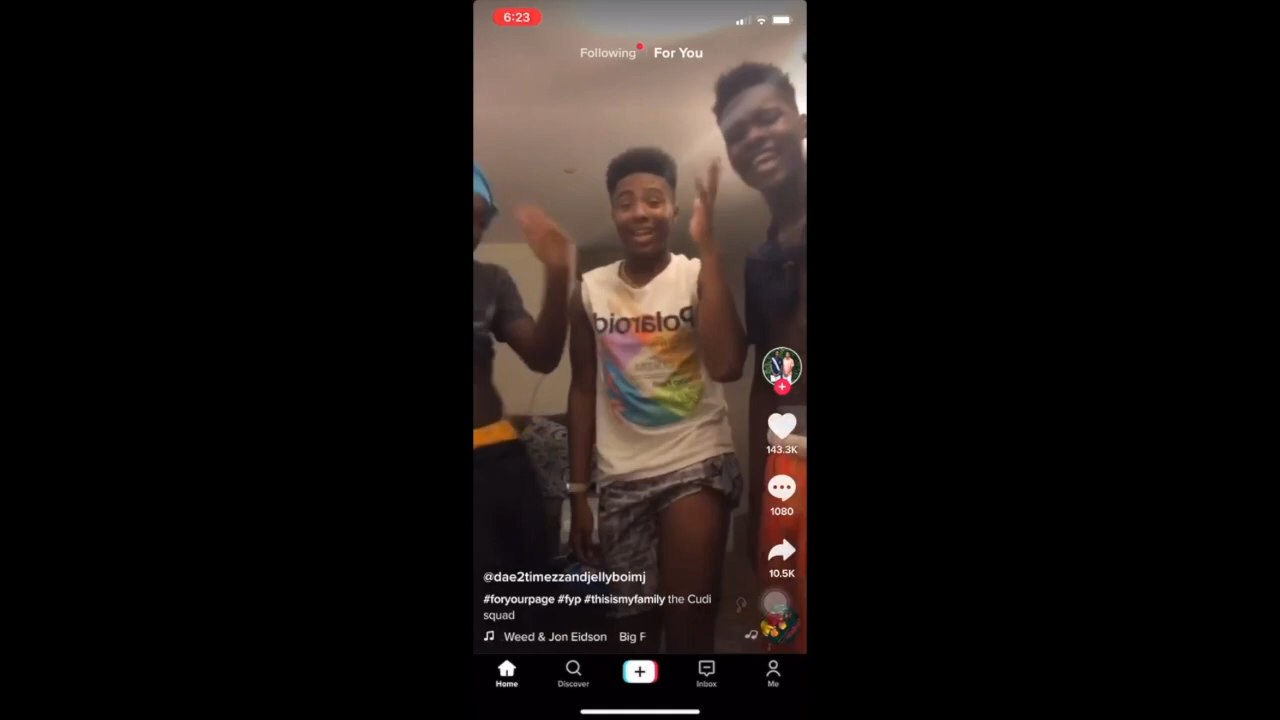 6:23
Following
For You
Polaroid
143.3K
1080
10.5K
@dae2timezzandjellyboimj
#foryourpage #fyp #thisismyfamily the Cudi
squad
Weed & Jon Eidson Big F
Home
Discover
Inbox
Me